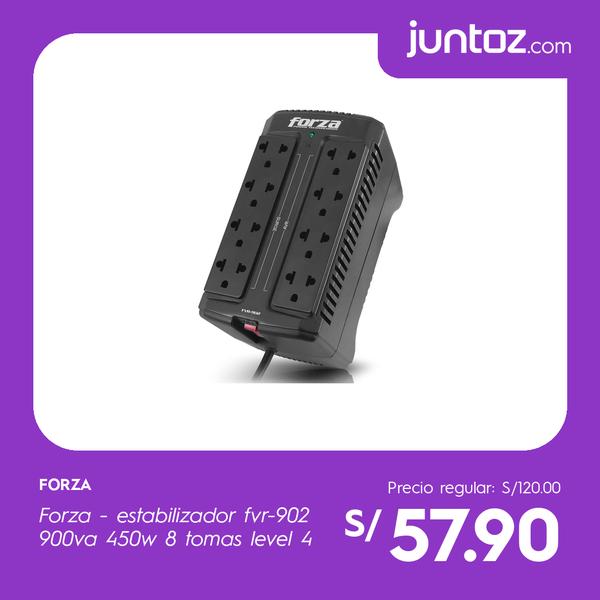 juntoz.com
forza
FORZA
Forza - estabilizador fvr-902
900va 450w 8 tomas level 4
Precio regular: S/120.00
S/57.90